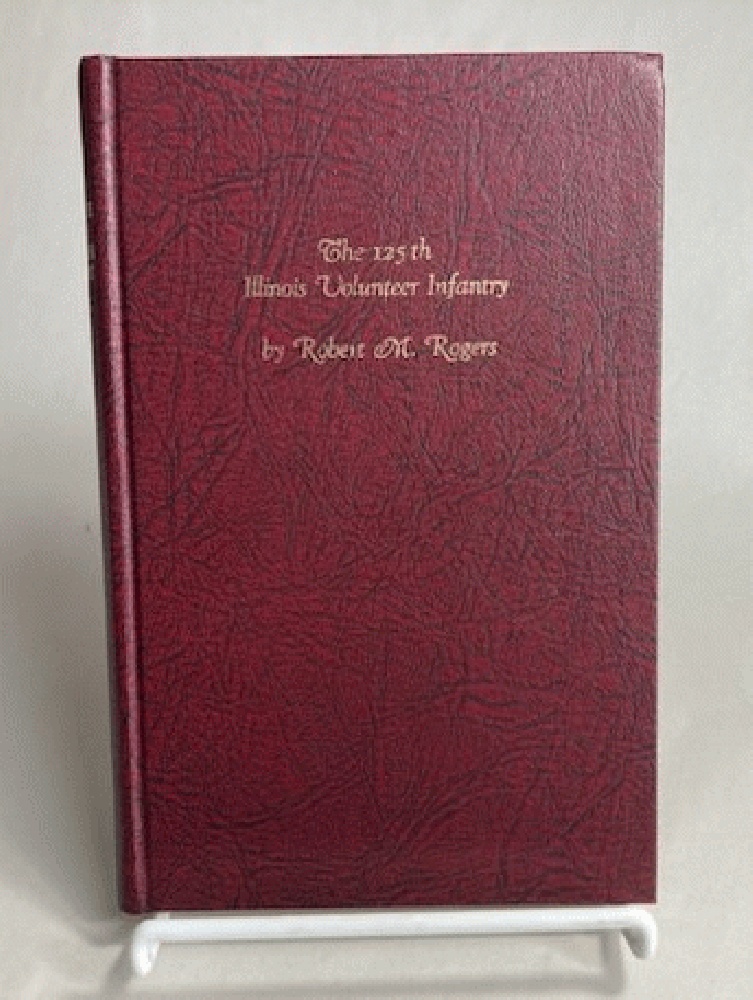 The 125th
Illinois Volunteer Infantry
by Robert M. Rogers